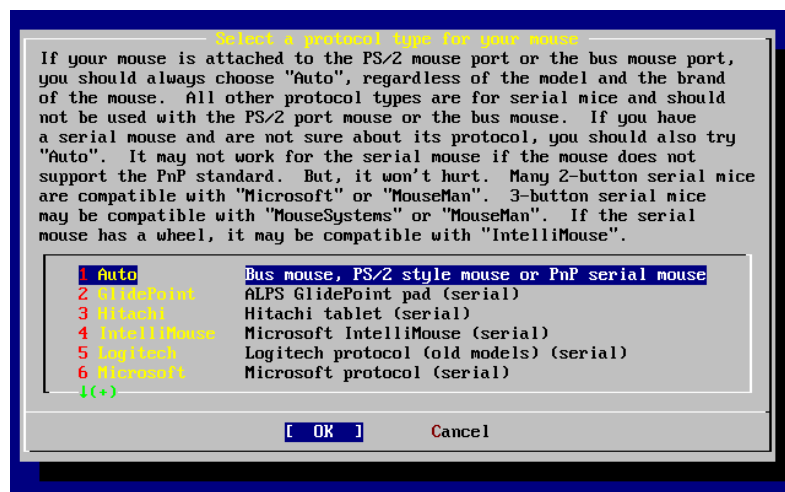 Select a protocol type for your mouse
If your mouse is attached to the PS/2 mouse port or the bus mouse port,
you should always choose "Auto", regardless of the model and the brand
of the mouse.  All other protocol types are for serial mice and should
not be used with the PS/2 port mouse or the bus mouse.  If you have
a serial mouse and are not sure about its protocol, you should also try
"Auto".  It may not work for the serial mouse if the mouse does not
support the PnP standard.  But, it won't hurt.  Many 2-button serial mice
are compatible with "Microsoft" or "MouseMan".  3-button serial mice
may be compatible with "MouseSystems" or "MouseMan".  If the serial
mouse has a wheel, it may be compatible with "IntelliMouse".
1 Auto Bus mouse, PS/2 style mouse or PnP serial mouse
2 GlidePoint ALPS GlidePoint pad (serial)
3 Hitachi Hitachi tablet (serial)
4 IntelliMouse Microsoft IntelliMouse (serial)
5 Logitech Logitech protocol (old models) (serial)
6 Microsoft Microsoft protocol (serial)
↓(+)
[ OK ] Cancel